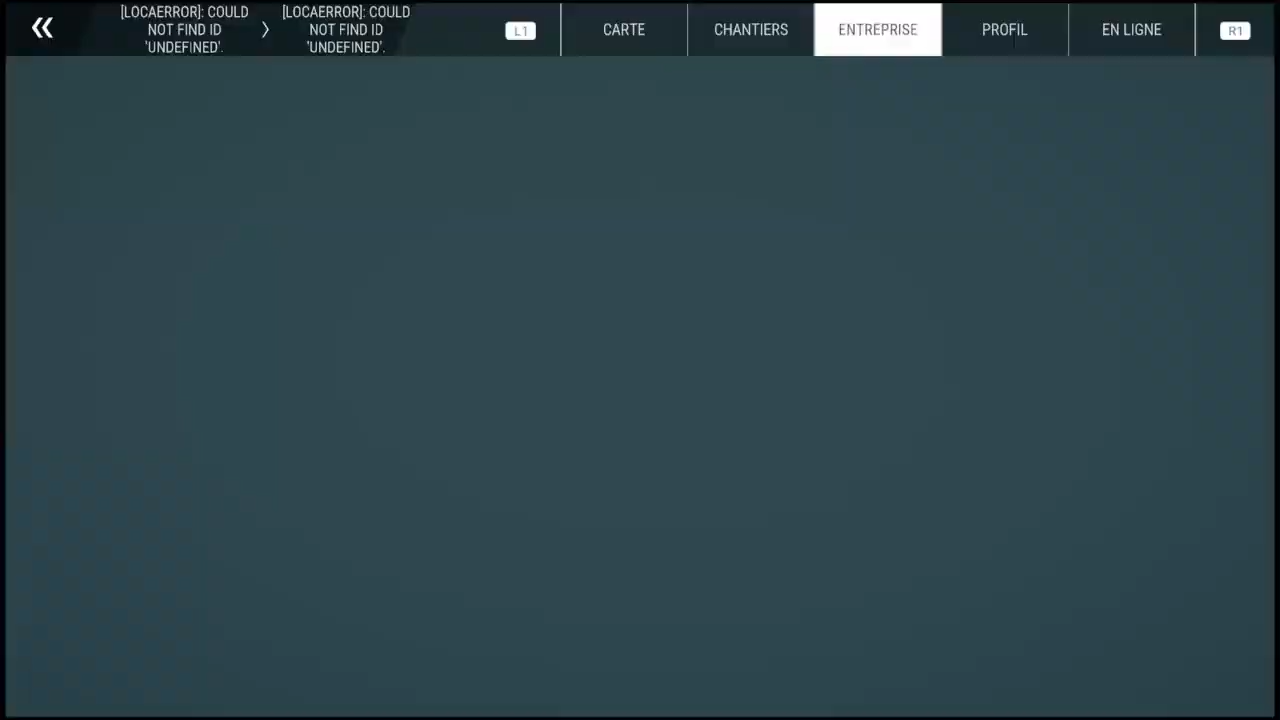 [LOCAERROR]: COULD
NOT FIND ID
'UNDEFINED'.
[LOCAERROR]: COULD
NOT FIND ID
'UNDEFINED'.
L1
CARTE
CHANTIERS
ENTREPRISE
PROFIL
EN LIGNE
R1